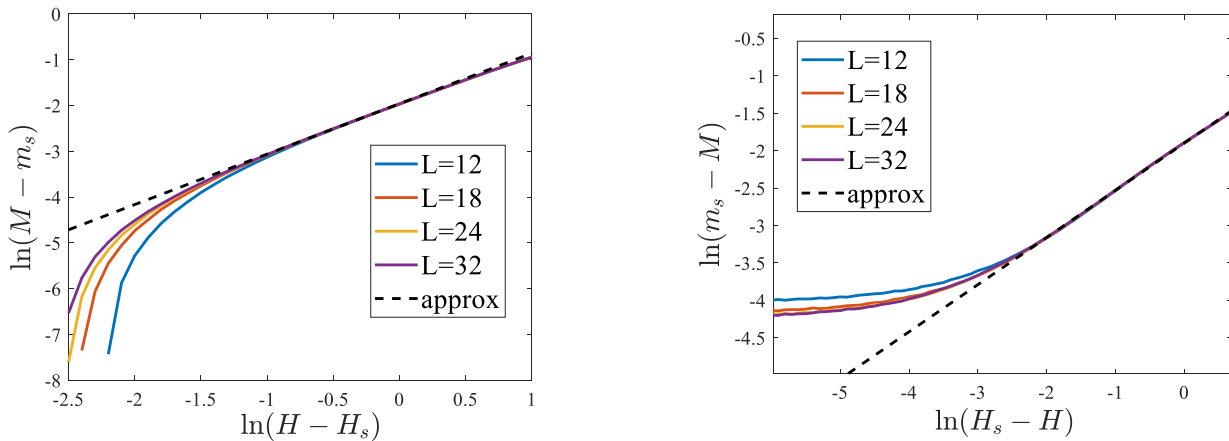 0
-1
-2
-3
-4
-5
-6
-7
-8
ln(M − m_s)
-2.5 -2 -1.5 -1 -0.5 0 0.5 1
ln(H − H_s)
L=12
L=18
L=24
L=32
approx
-0.5
-1
-1.5
-2
-2.5
-3
-3.5
-4
-4.5
ln(m_s − M)
-5 -4 -3 -2 -1 0
ln(H_s − H)
L=12
L=18
L=24
L=32
approx